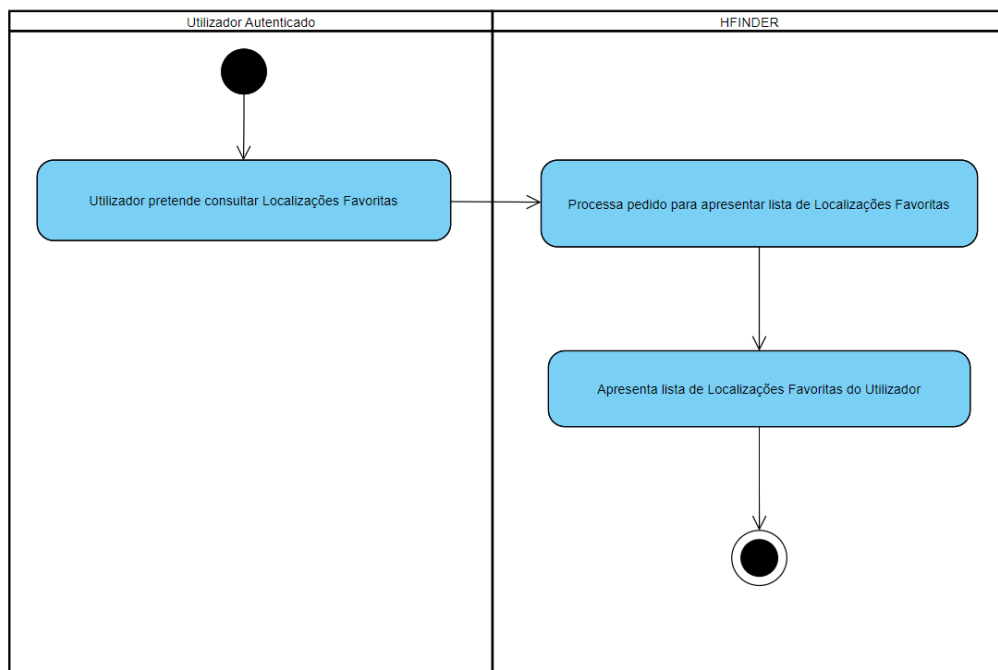 Utilizador Autenticado
HFINDER
Utilizador pretende consultar Localizações Favoritas
Processa pedido para apresentar lista de Localizações Favoritas
Apresenta lista de Localizações Favoritas do Utilizador